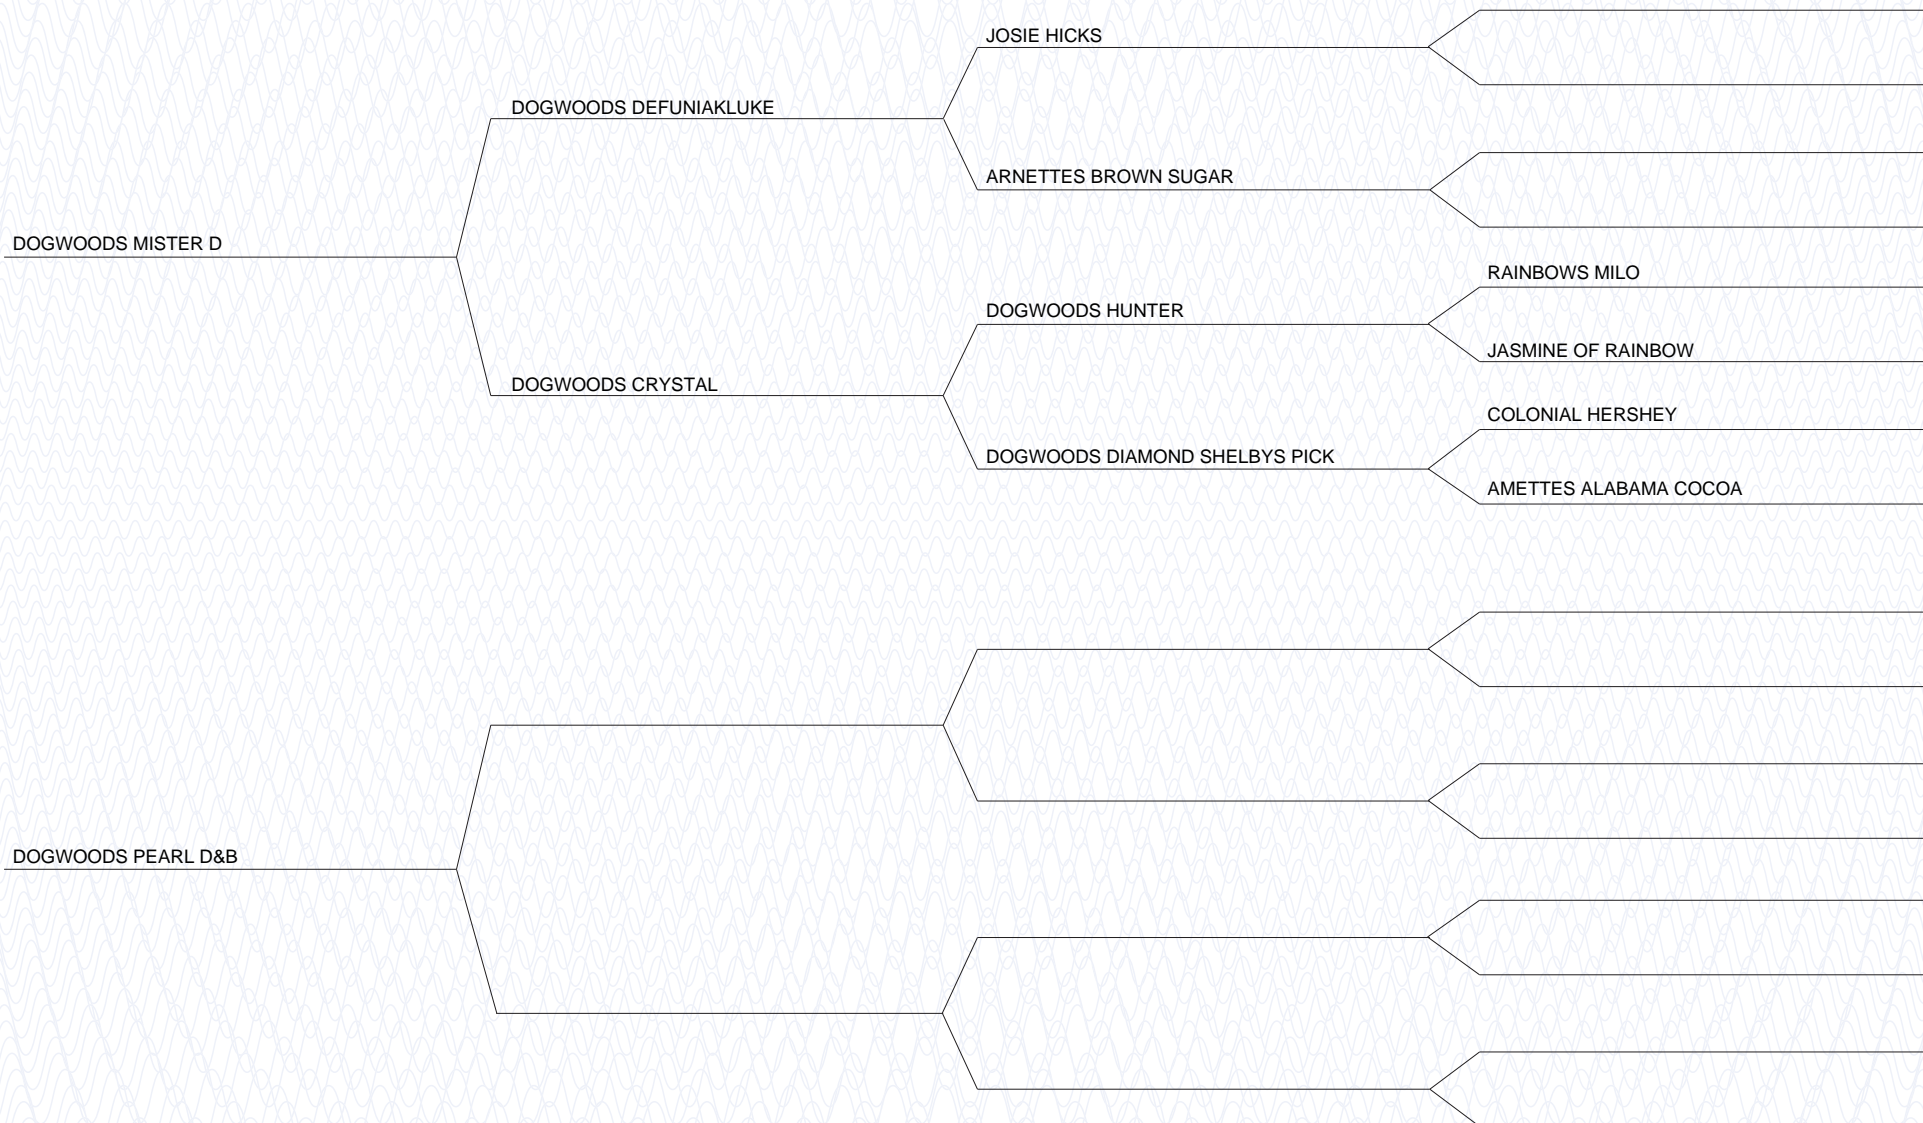 JOSIE HICKS
DOGWOODS DEFUNIAKLUKE
ARNETTES BROWN SUGAR
DOGWOODS MISTER D
RAINBOWS MILO
DOGWOODS HUNTER
JASMINE OF RAINBOW
DOGWOODS CRYSTAL
COLONIAL HERSHEY
DOGWOODS DIAMOND SHELBYS PICK
AMETTES ALABAMA COCOA
DOGWOODS PEARL D&B